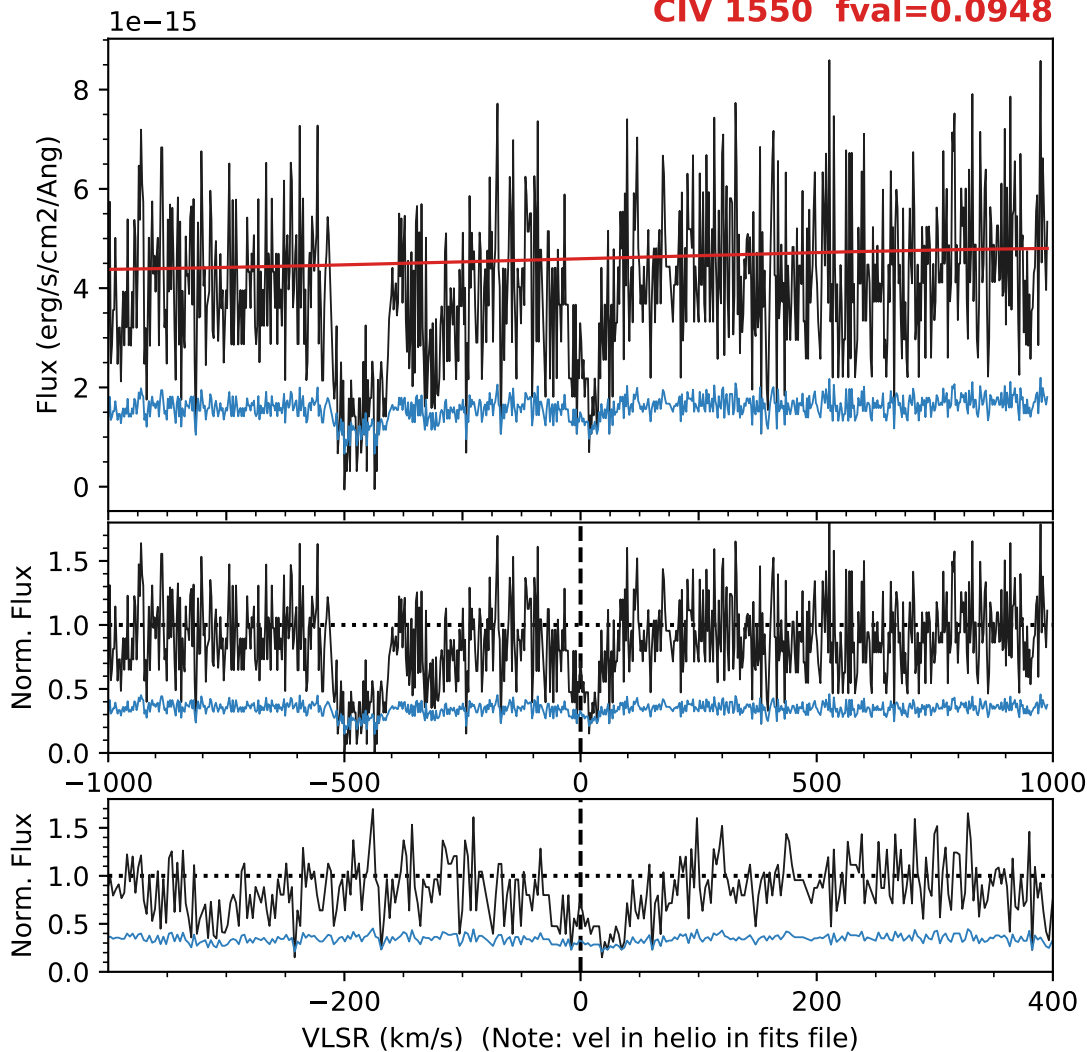 CIV 1550 fval=0.0948
1e−15
8
6
4
2
0
Flux (erg/s/cm2/Ang)
1.5
1.0
0.5
0.0
Norm. Flux
−1000 −500 0 500 1000
1.5
1.0
0.5
0.0
Norm. Flux
−200 0 200 400
VLSR (km/s) (Note: vel in helio in fits file)